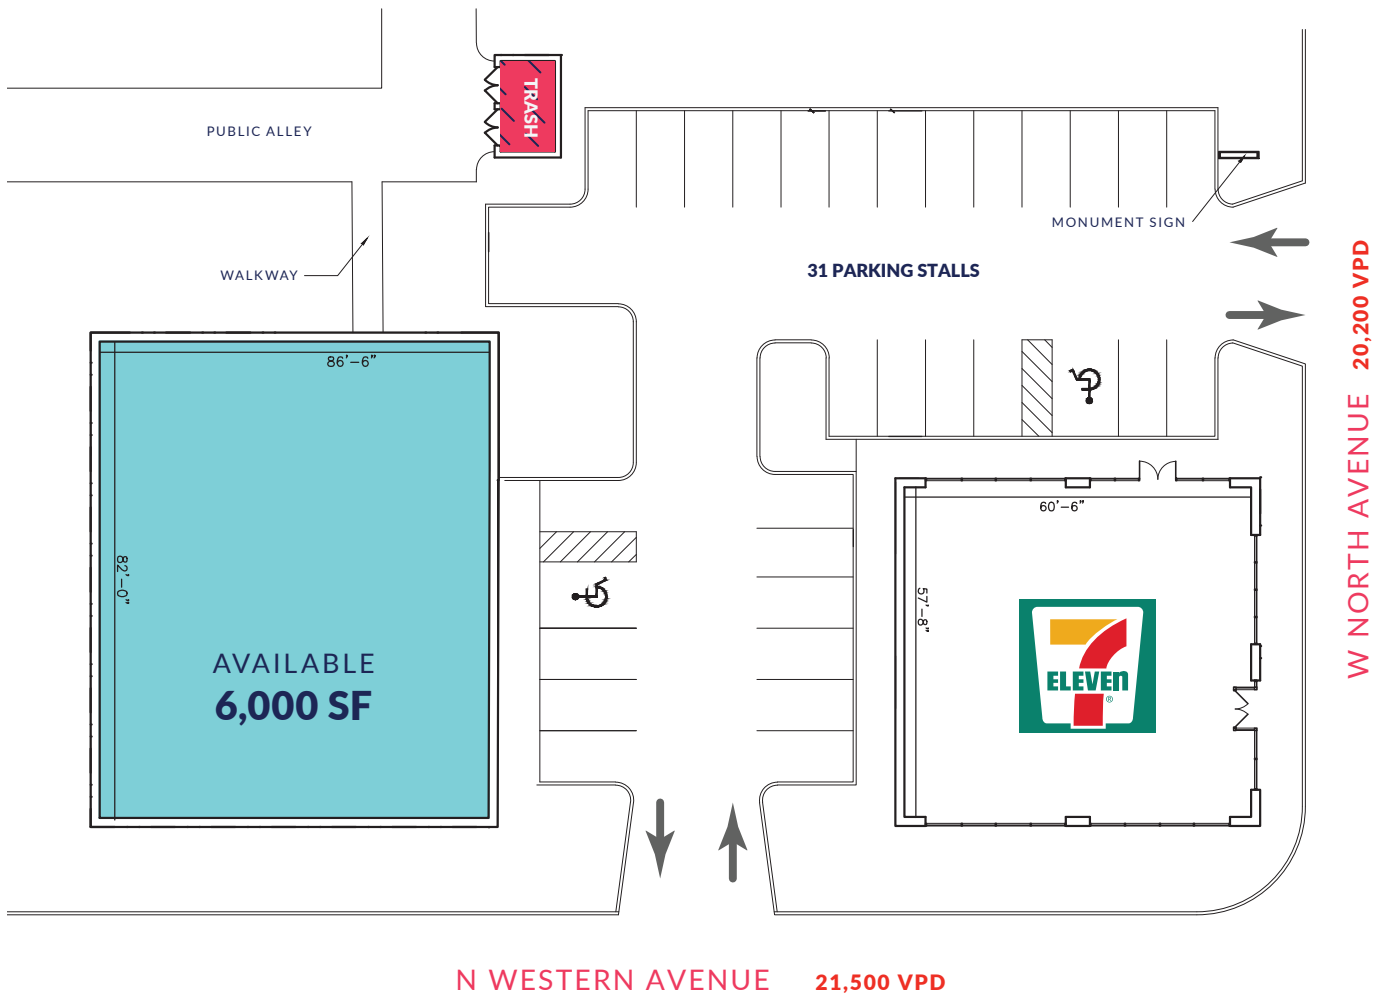 TRASH
PUBLIC ALLEY
MONUMENT SIGN
WALKWAY
31 PARKING STALLS
86'-6"
82'-0"
AVAILABLE
6,000 SF
60'-6"
57'-8"
7
ELEVEn
®
W NORTH AVENUE 20,200 VPD
N WESTERN AVENUE 21,500 VPD